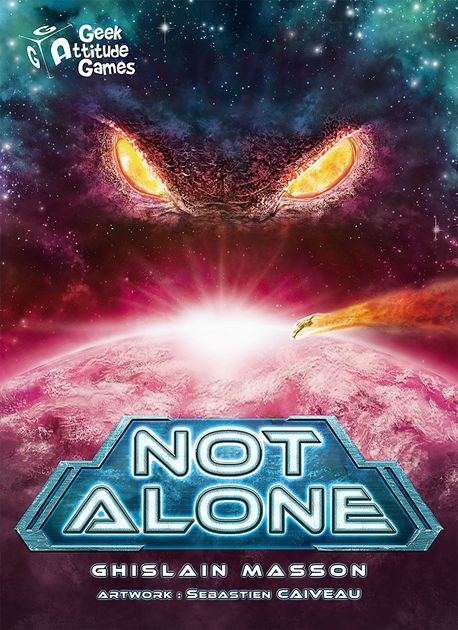 Geek
Attitude
Games
NOT
ALONE
GHISLAIN MASSON
ARTWORK : SEBASTIEN CAIVEAU